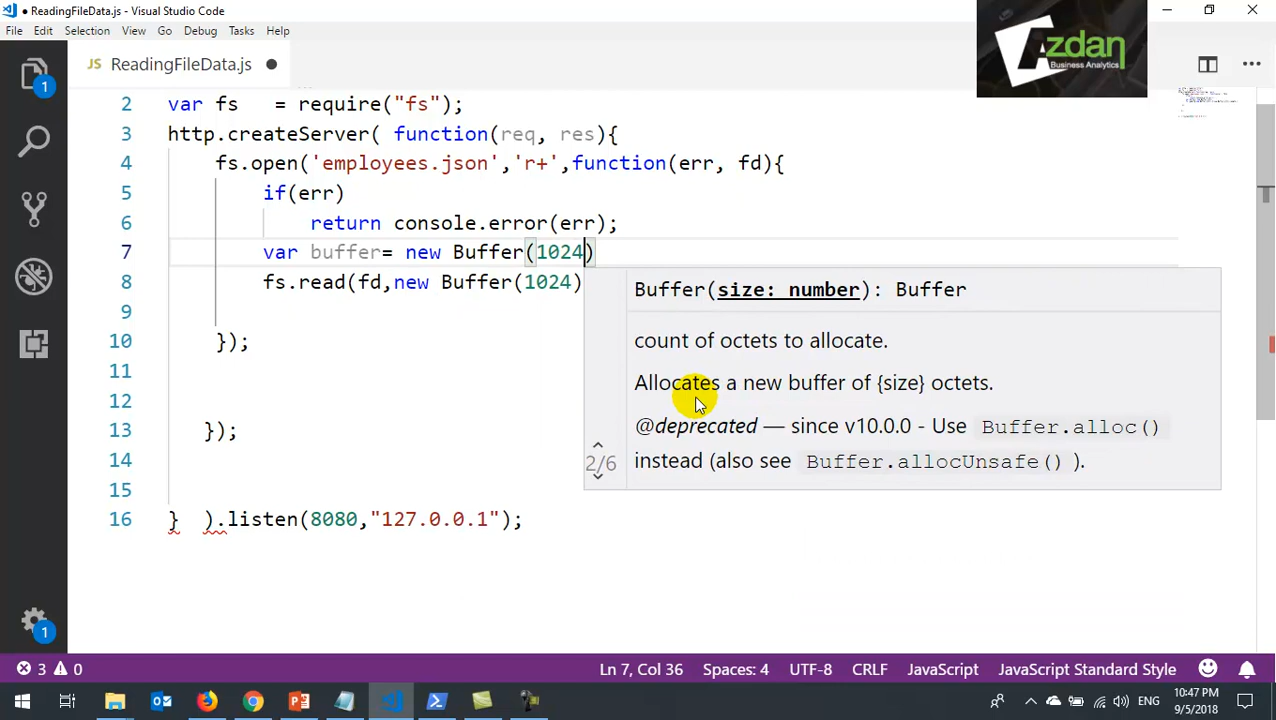 ReadingFileData.js - Visual Studio Code
File Edit Selection View Go Debug Tasks Help
Azdan
Business Analytics
JS ReadingFileData.js
1
2 var fs = require("fs");
3 http.createServer( function(req, res){
4 fs.open('employees.json','r+',function(err, fd){
5 if(err)
6 return console.error(err);
7 var buffer= new Buffer(1024)
8 fs.read(fd,new Buffer(1024)
9
10 });
11
12
13 });
14
15
16 } ).listen(8080,"127.0.0.1");
Buffer(size: number): Buffer
count of octets to allocate.
Allocates a new buffer of {size} octets.
@deprecated — since v10.0.0 - Use Buffer.alloc()
2/6 instead (also see Buffer.allocUnsafe() ).
1
3 0 Ln 7, Col 36 Spaces: 4 UTF-8 CRLF JavaScript JavaScript Standard Style
ENG 10:47 PM
9/5/2018